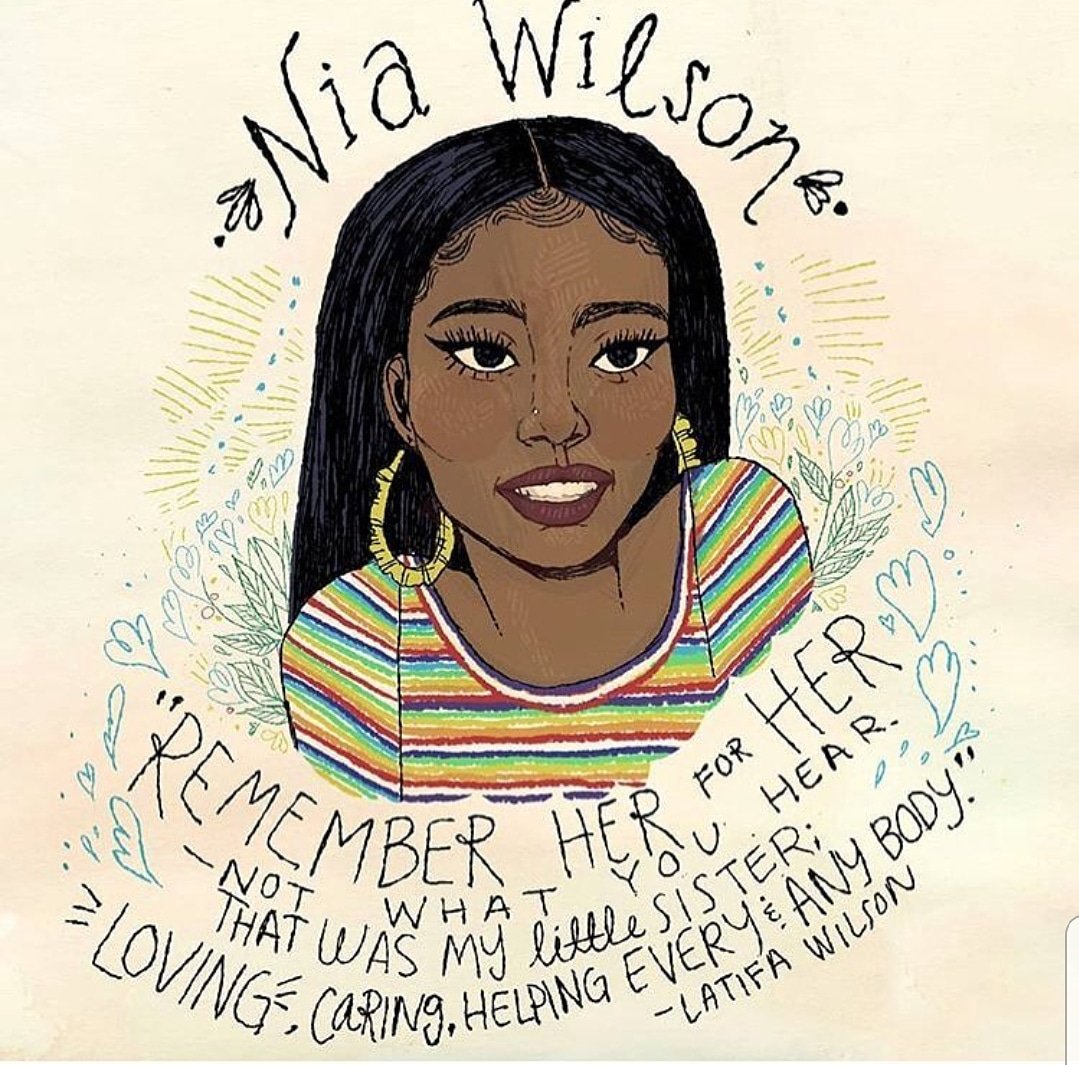 Nia Wilson
"REMEMBER HER FOR HER
- NOT WHAT YOU HEAR.
THAT WAS MY little SISTER;
LOVING, CARING, HELPING EVERY & ANY BODY."
-LATIFA WILSON